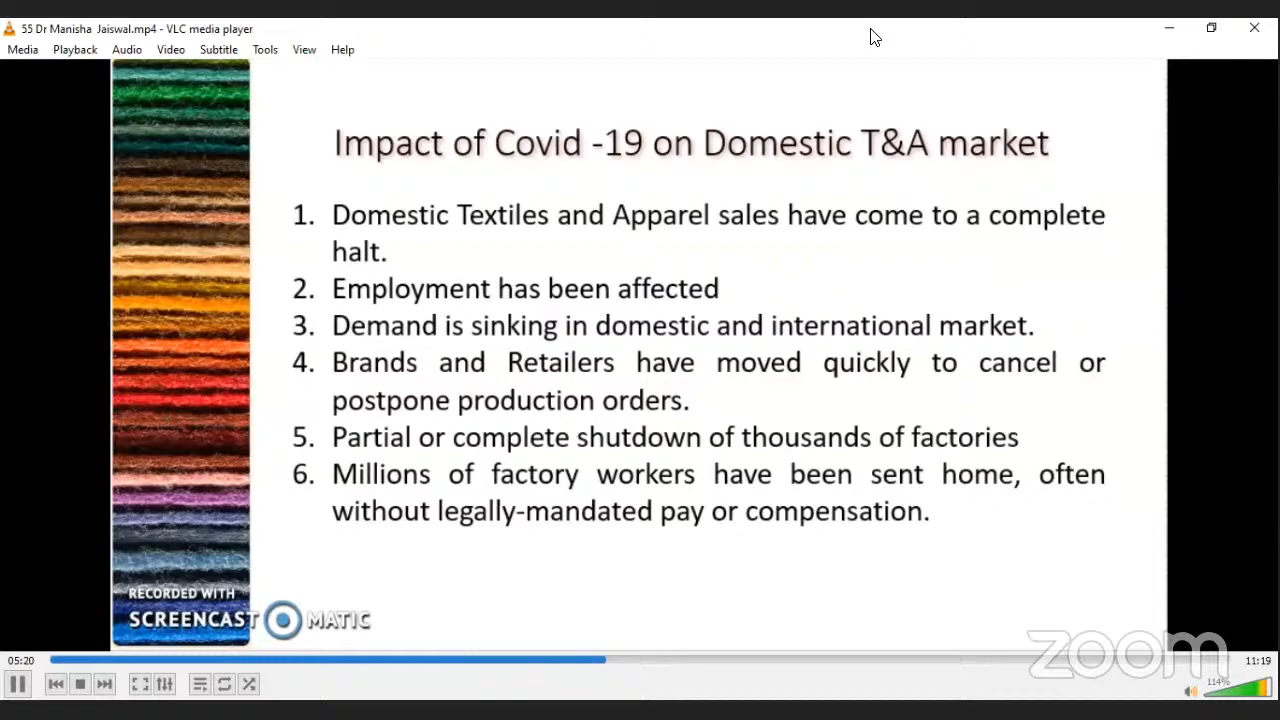 55 Dr Manisha Jaiswal.mp4 - VLC media player
Media Playback Audio Video Subtitle Tools View Help
Impact of Covid -19 on Domestic T&A market
1. Domestic Textiles and Apparel sales have come to a complete
halt.
2. Employment has been affected
3. Demand is sinking in domestic and international market.
4. Brands and Retailers have moved quickly to cancel or
postpone production orders.
5. Partial or complete shutdown of thousands of factories
6. Millions of factory workers have been sent home, often
without legally-mandated pay or compensation.
RECORDED WITH
SCREENCAST MATIC
zoom
05:20 11:19
114%